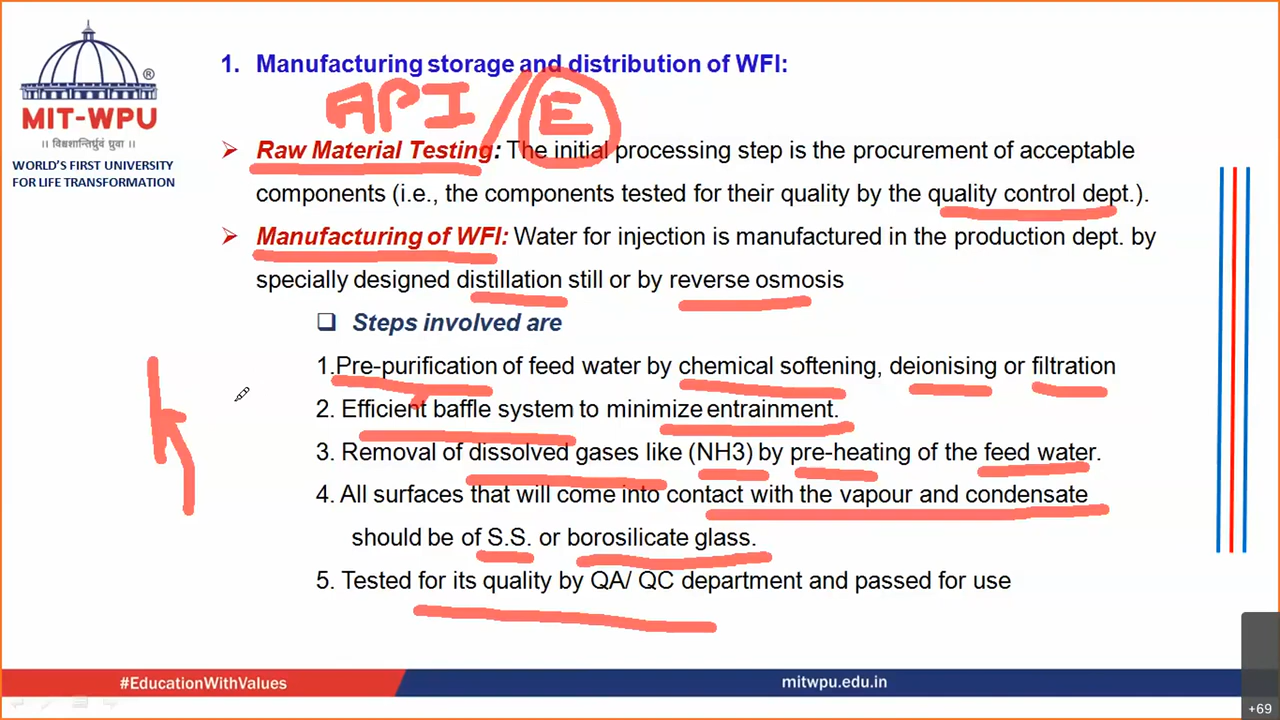 1. Manufacturing storage and distribution of WFI:
API/E
®
MIT-WPU
|| विश्वशान्तिर्ध्रुवं ध्रुवा ||
WORLD'S FIRST UNIVERSITY
FOR LIFE TRANSFORMATION
➢ Raw Material Testing: The initial processing step is the procurement of acceptable
components (i.e., the components tested for their quality by the quality control dept.).
➢ Manufacturing of WFI: Water for injection is manufactured in the production dept. by
specially designed distillation still or by reverse osmosis
❑ Steps involved are
1.Pre-purification of feed water by chemical softening, deionising or filtration
2. Efficient baffle system to minimize entrainment.
3. Removal of dissolved gases like (NH3) by pre-heating of the feed water.
4. All surfaces that will come into contact with the vapour and condensate
should be of S.S. or borosilicate glass.
5. Tested for its quality by QA/ QC department and passed for use
#EducationWithValues
mitwpu.edu.in
+69